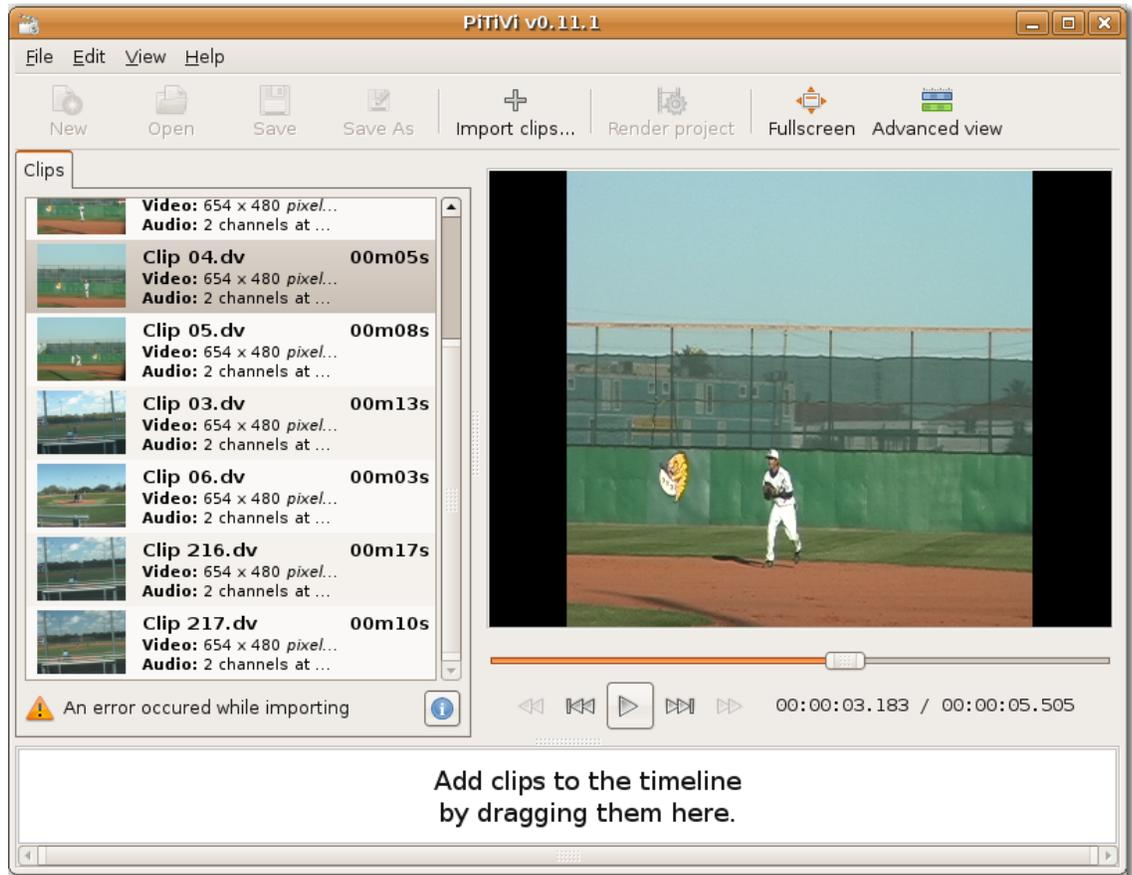 PiTiVi v0.11.1
File Edit View Help
New Open Save Save As Import clips... Render project Fullscreen Advanced view
Clips
Video: 654 x 480 pixel...
Audio: 2 channels at ...
Clip 04.dv 00m05s
Video: 654 x 480 pixel...
Audio: 2 channels at ...
Clip 05.dv 00m08s
Video: 654 x 480 pixel...
Audio: 2 channels at ...
Clip 03.dv 00m13s
Video: 654 x 480 pixel...
Audio: 2 channels at ...
Clip 06.dv 00m03s
Video: 654 x 480 pixel...
Audio: 2 channels at ...
Clip 216.dv 00m17s
Video: 654 x 480 pixel...
Audio: 2 channels at ...
Clip 217.dv 00m10s
Video: 654 x 480 pixel...
Audio: 2 channels at ...
An error occured while importing
00:00:03.183 / 00:00:05.505
Add clips to the timeline
by dragging them here.